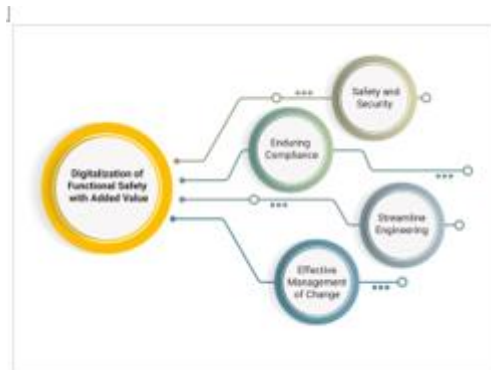 Digitalization of
Functional Safety
with Added Value
Safety and
Security
Enduring
Compliance
Streamline
Engineering
Effective
Management
of Change